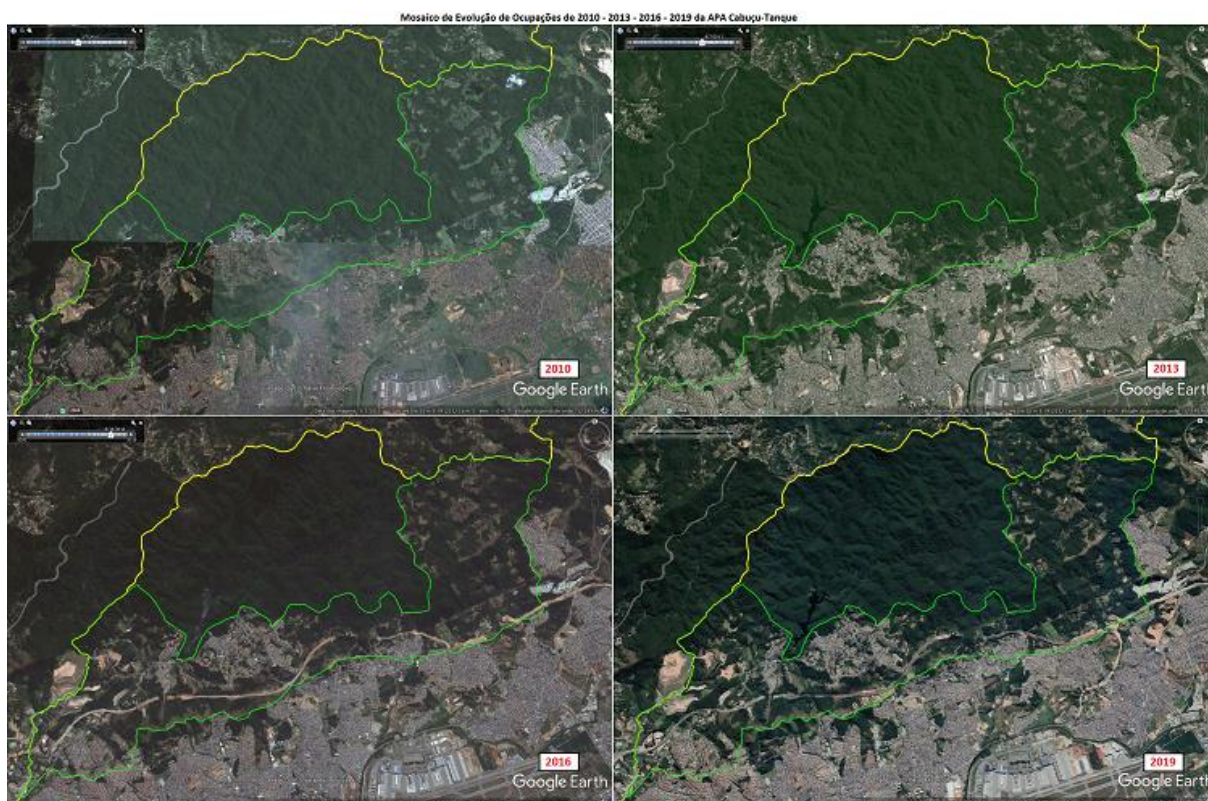 Mosaico de Evolução de Ocupações de 2010 - 2013 - 2016 - 2019 da APA Cabuçu-Tanque
2010
Google Earth
2013
Google Earth
2016
Google Earth
2019
Google Earth